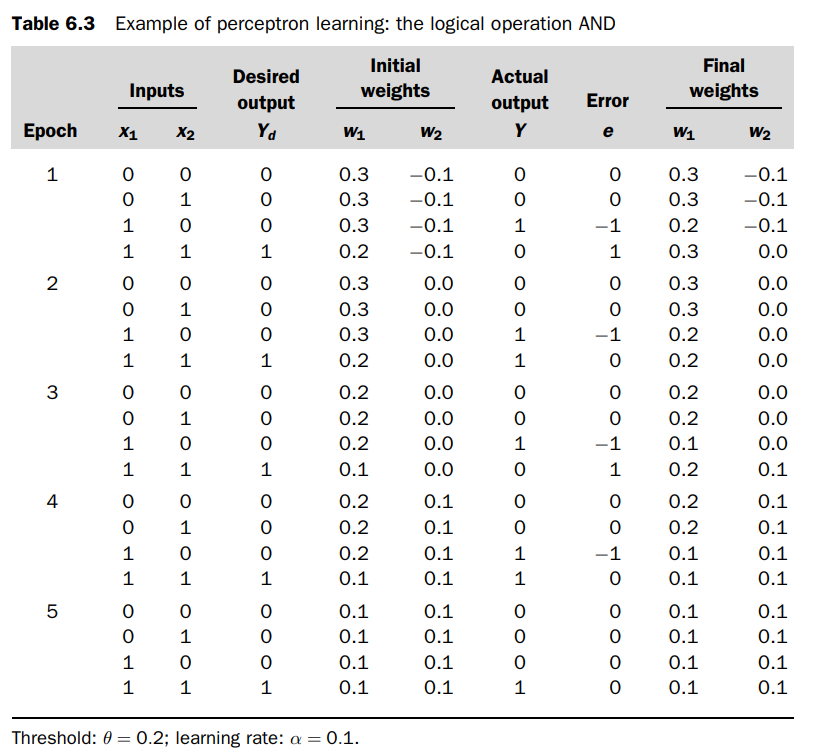 Table 6.3 Example of perceptron learning: the logical operation AND
Inputs Desired output Initial weights Actual output Error Final weights
Epoch x₁ x₂ Y_d w₁ w₂ Y e w₁ w₂
1 0 0 0 0.3 −0.1 0 0 0.3 −0.1
0 1 0 0.3 −0.1 0 0 0.3 −0.1
1 0 0 0.3 −0.1 1 −1 0.2 −0.1
1 1 1 0.2 −0.1 0 1 0.3 0.0
2 0 0 0 0.3 0.0 0 0 0.3 0.0
0 1 0 0.3 0.0 0 0 0.3 0.0
1 0 0 0.3 0.0 1 −1 0.2 0.0
1 1 1 0.2 0.0 1 0 0.2 0.0
3 0 0 0 0.2 0.0 0 0 0.2 0.0
0 1 0 0.2 0.0 0 0 0.2 0.0
1 0 0 0.2 0.0 1 −1 0.1 0.0
1 1 1 0.1 0.0 0 1 0.2 0.1
4 0 0 0 0.2 0.1 0 0 0.2 0.1
0 1 0 0.2 0.1 0 0 0.2 0.1
1 0 0 0.2 0.1 1 −1 0.1 0.1
1 1 1 0.1 0.1 1 0 0.1 0.1
5 0 0 0 0.1 0.1 0 0 0.1 0.1
0 1 0 0.1 0.1 0 0 0.1 0.1
1 0 0 0.1 0.1 0 0 0.1 0.1
1 1 1 0.1 0.1 1 0 0.1 0.1
Threshold: θ = 0.2; learning rate: α = 0.1.